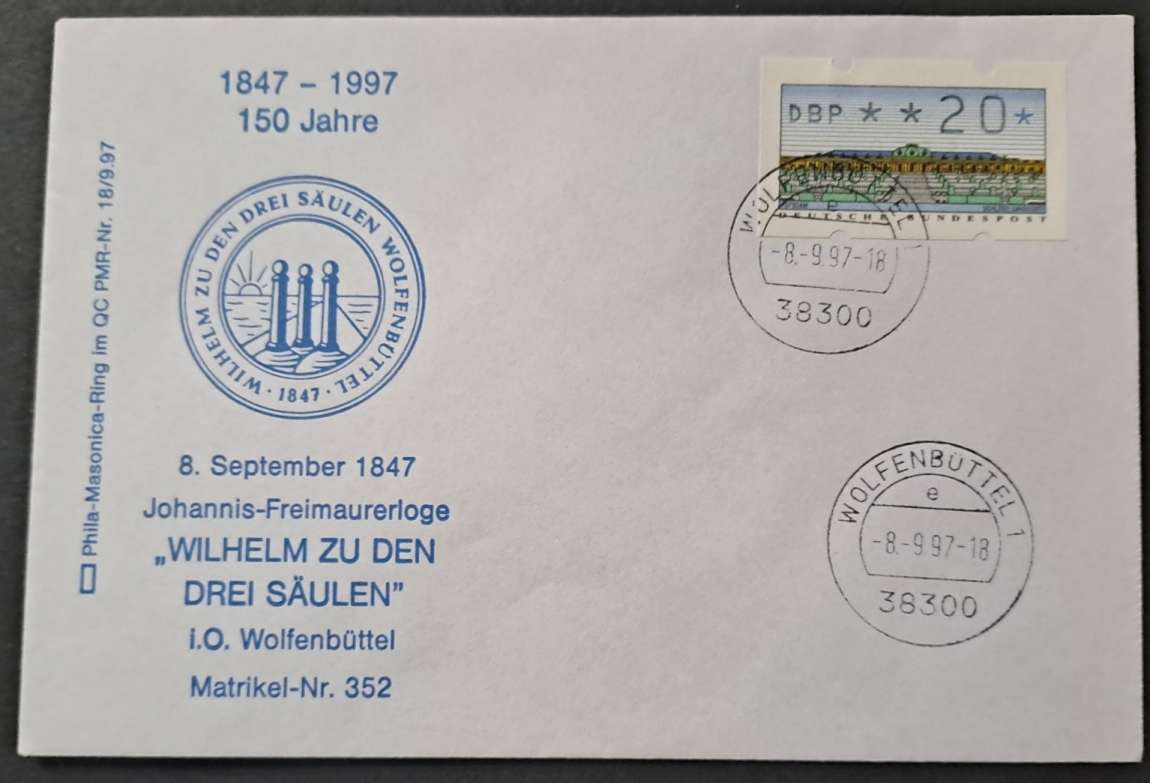 1847 – 1997
150 Jahre
WILHELM ZU DEN DREI SÄULEN WOLFENBÜTTEL
· 1847 ·
8. September 1847
Johannis-Freimaurerloge
„WILHELM ZU DEN
DREI SÄULEN”
i.O. Wolfenbüttel
Matrikel-Nr. 352
Phila-Masonica-Ring im QC PMR-Nr. 18/9.97
DBP * * 20 *
DEUTSCHE BUNDESPOST
WOLFENBÜTTEL 1
e
-8.-9.97-18
38300
WOLFENBÜTTEL 1
e
-8.-9.97-18
38300